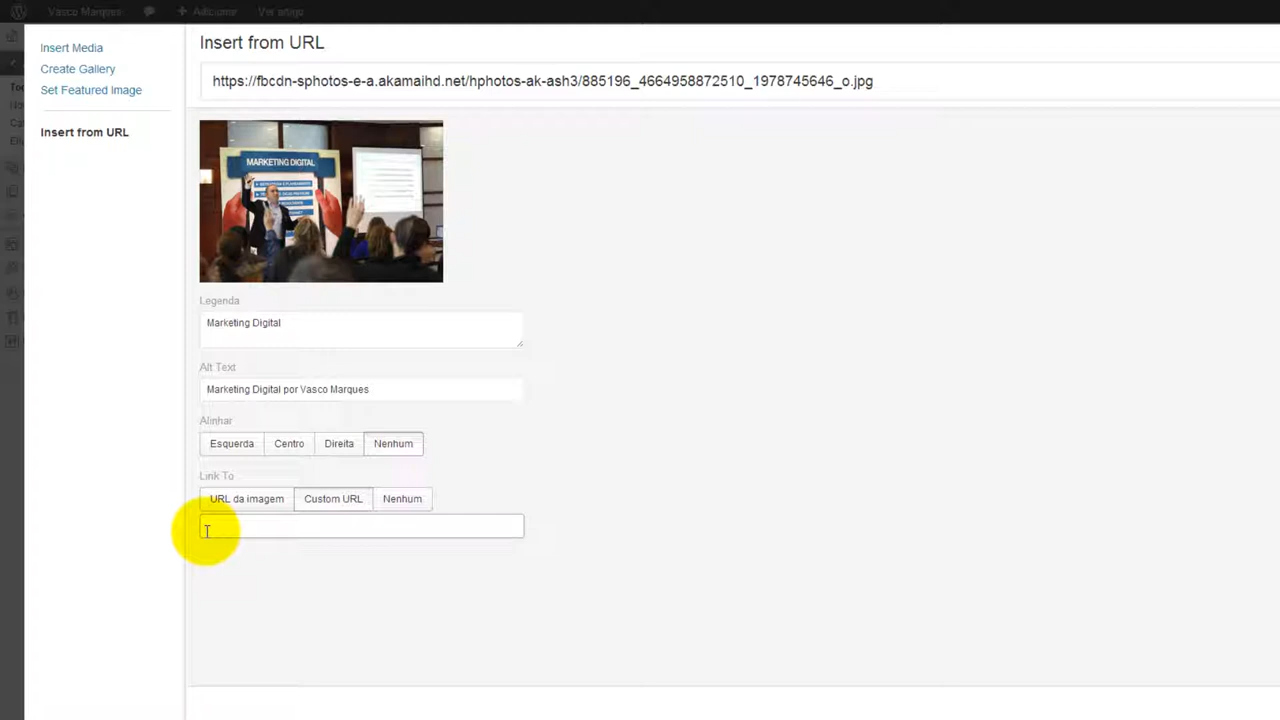 Vasco Marques
Adicionar
Ver artigo
Insert Media
Create Gallery
Set Featured Image
Insert from URL
Insert from URL
https://fbcdn-sphotos-e-a.akamaihd.net/hphotos-ak-ash3/885196_4664958872510_1978745646_o.jpg
MARKETING DIGITAL
Legenda
Marketing Digital
Alt Text
Marketing Digital por Vasco Marques
Alinhar
Esquerda Centro Direita Nenhum
Link To
URL da imagem Custom URL Nenhum